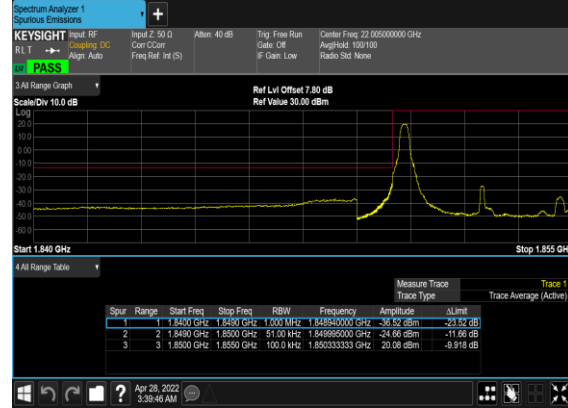 Spectrum Analyzer 1
Spurious Emissions
+
KEYSIGHT Input: RF Input Z: 50 Ω Atten: 40 dB Trig: Free Run Center Freq: 22.005000000 GHz
RLT Coupling: DC Corr CCorr Gate: Off Avg|Hold: 100/100
Align: Auto Freq Ref: Int (S) IF Gain: Low Radio Std: None
LXI PASS
3 All Range Graph
Ref Lvl Offset 7.80 dB
Scale/Div 10.0 dB Ref Value 30.00 dBm
Log
20.0
10.0
0.00
-10.0
-20.0
-30.0
-40.0
-50.0
-60.0
Start 1.840 GHz Stop 1.855 GH
4 All Range Table
Measure Trace Trace 1
Trace Type Trace Average (Active)
Spur Range Start Freq Stop Freq RBW Frequency Amplitude ΔLimit
1 1 1.8400 GHz 1.8490 GHz 1.000 MHz 1.848940000 GHz -36.52 dBm -23.52 dB
2 2 1.8490 GHz 1.8500 GHz 51.00 kHz 1.849995000 GHz -24.66 dBm -11.66 dB
3 3 1.8500 GHz 1.8550 GHz 100.0 kHz 1.850333333 GHz 20.08 dBm -9.918 dB
? Apr 28, 2022
3:39:46 AM